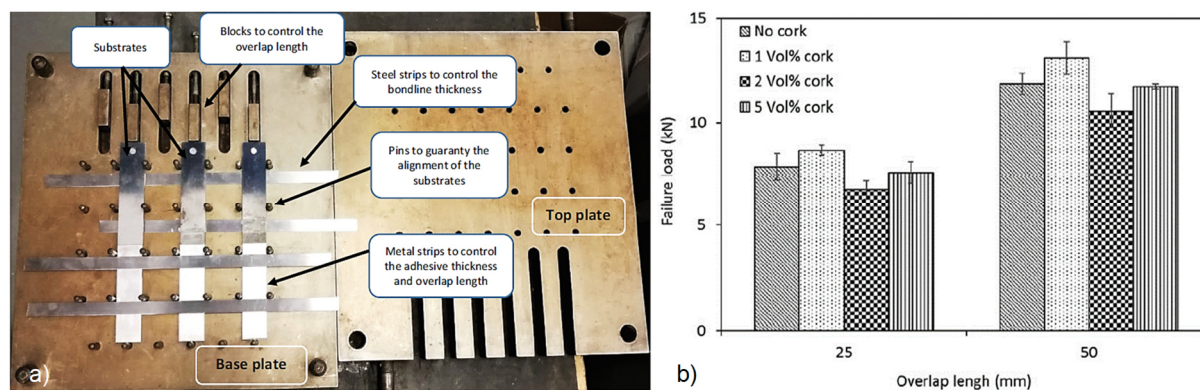 Substrates
Blocks to control the
overlap length
Steel strips to control the
bondline thickness
Pins to guaranty the
alignment of the
substrates
Top plate
Metal strips to control
the adhesive thickness
and overlap length
Base plate
a)
15
10
5
0
Failure load (kN)
No cork
1 Vol% cork
2 Vol% cork
5 Vol% cork
25
50
Overlap lengh (mm)
b)